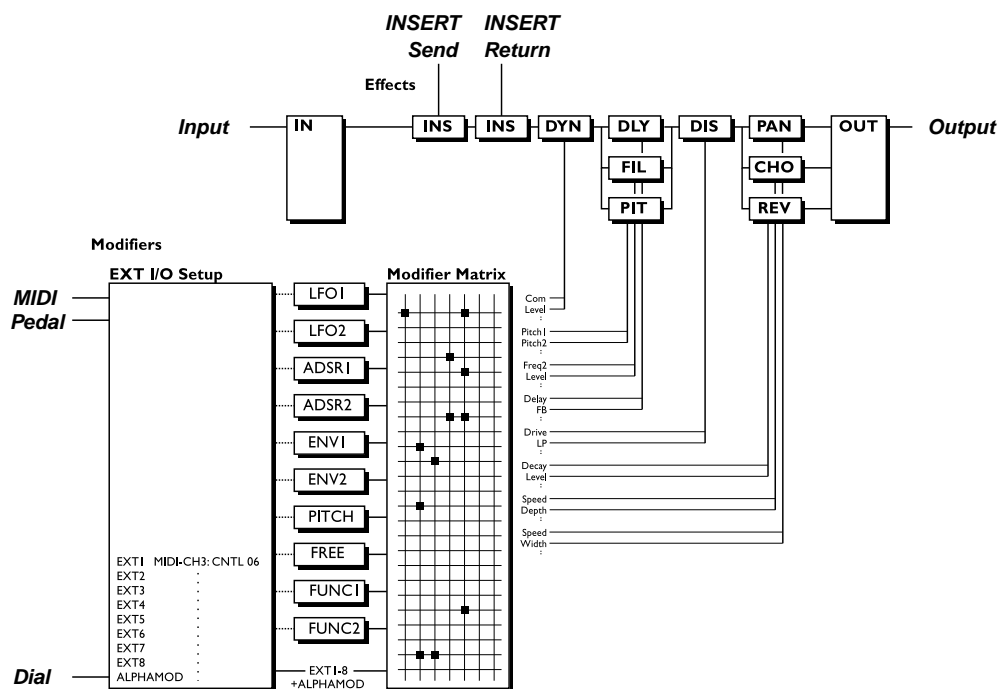 INSERT INSERT
Send Return
Effects
Input IN INS INS DYN DLY DIS PAN OUT Output
FIL CHO
PIT REV
Modifiers
EXT I/O Setup Modifier Matrix
MIDI
Pedal
LFO1
LFO2
ADSR1
ADSR2
ENV1
ENV2
PITCH
FREE
FUNC1
FUNC2
Com
Level
:
Pitch1
Pitch2
:
Freq2
Level
:
Delay
FB
:
Drive
LP
:
Decay
Level
:
Speed
Depth
:
Speed
Width
:
EXT1 MIDI-CH3: CNTL 06
EXT2 :
EXT3 :
EXT4 :
EXT5 :
EXT6 :
EXT7 :
EXT8 :
Dial ALPHAMOD :
EXT1-8
+ALPHAMOD